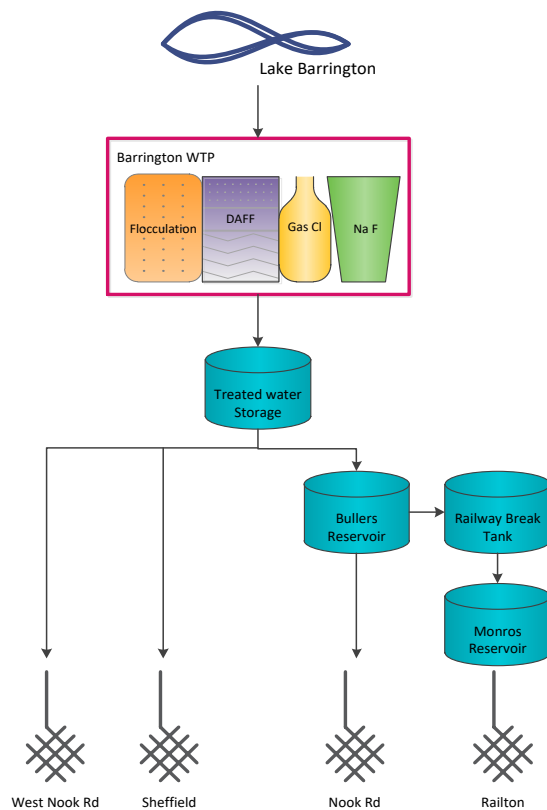 Lake Barrington
Barrington WTP
Flocculation
DAFF
Gas Cl
Na F
Treated water
Storage
Bullers
Reservoir
Railway Break
Tank
Monros
Reservoir
West Nook Rd
Sheffield
Nook Rd
Railton